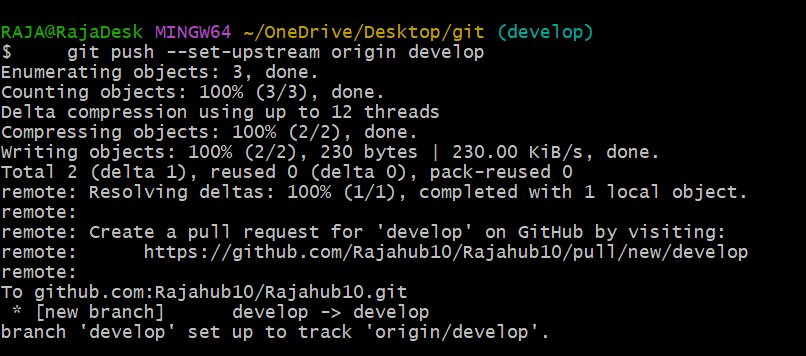 RAJA@RajaDesk MINGW64 ~/OneDrive/Desktop/git (develop)
$     git push --set-upstream origin develop
Enumerating objects: 3, done.
Counting objects: 100% (3/3), done.
Delta compression using up to 12 threads
Compressing objects: 100% (2/2), done.
Writing objects: 100% (2/2), 230 bytes | 230.00 KiB/s, done.
Total 2 (delta 1), reused 0 (delta 0), pack-reused 0
remote: Resolving deltas: 100% (1/1), completed with 1 local object.
remote:
remote: Create a pull request for 'develop' on GitHub by visiting:
remote:      https://github.com/Rajahub10/Rajahub10/pull/new/develop
remote:
To github.com:Rajahub10/Rajahub10.git
 * [new branch]      develop -> develop
branch 'develop' set up to track 'origin/develop'.